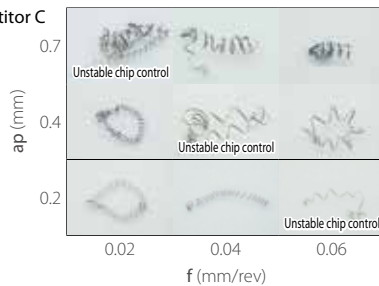 titor C
0.7
Unstable chip control
ap (mm)
0.4
Unstable chip control
0.2
Unstable chip control
0.02 0.04 0.06
f (mm/rev)